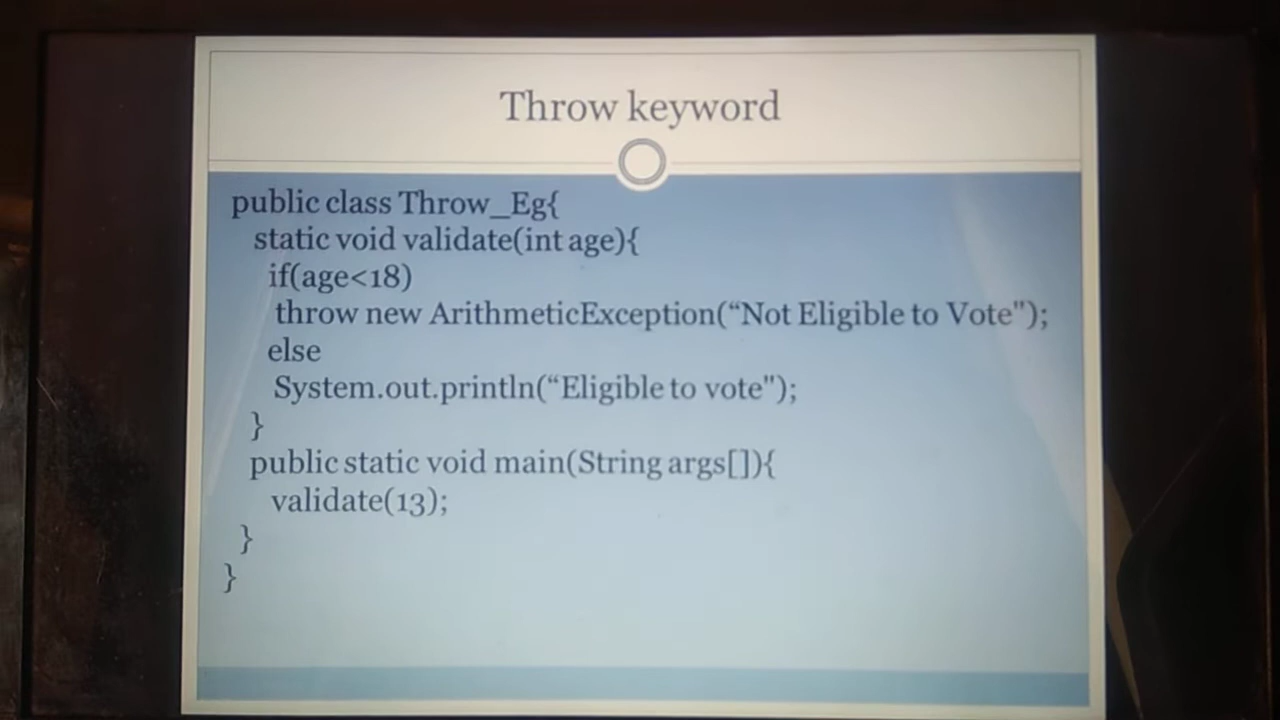 Throw keyword
public class Throw_Eg{
static void validate(int age){
if(age<18)
throw new ArithmeticException(“Not Eligible to Vote");
else
System.out.println(“Eligible to vote");
}
public static void main(String args[]){
validate(13);
}
}